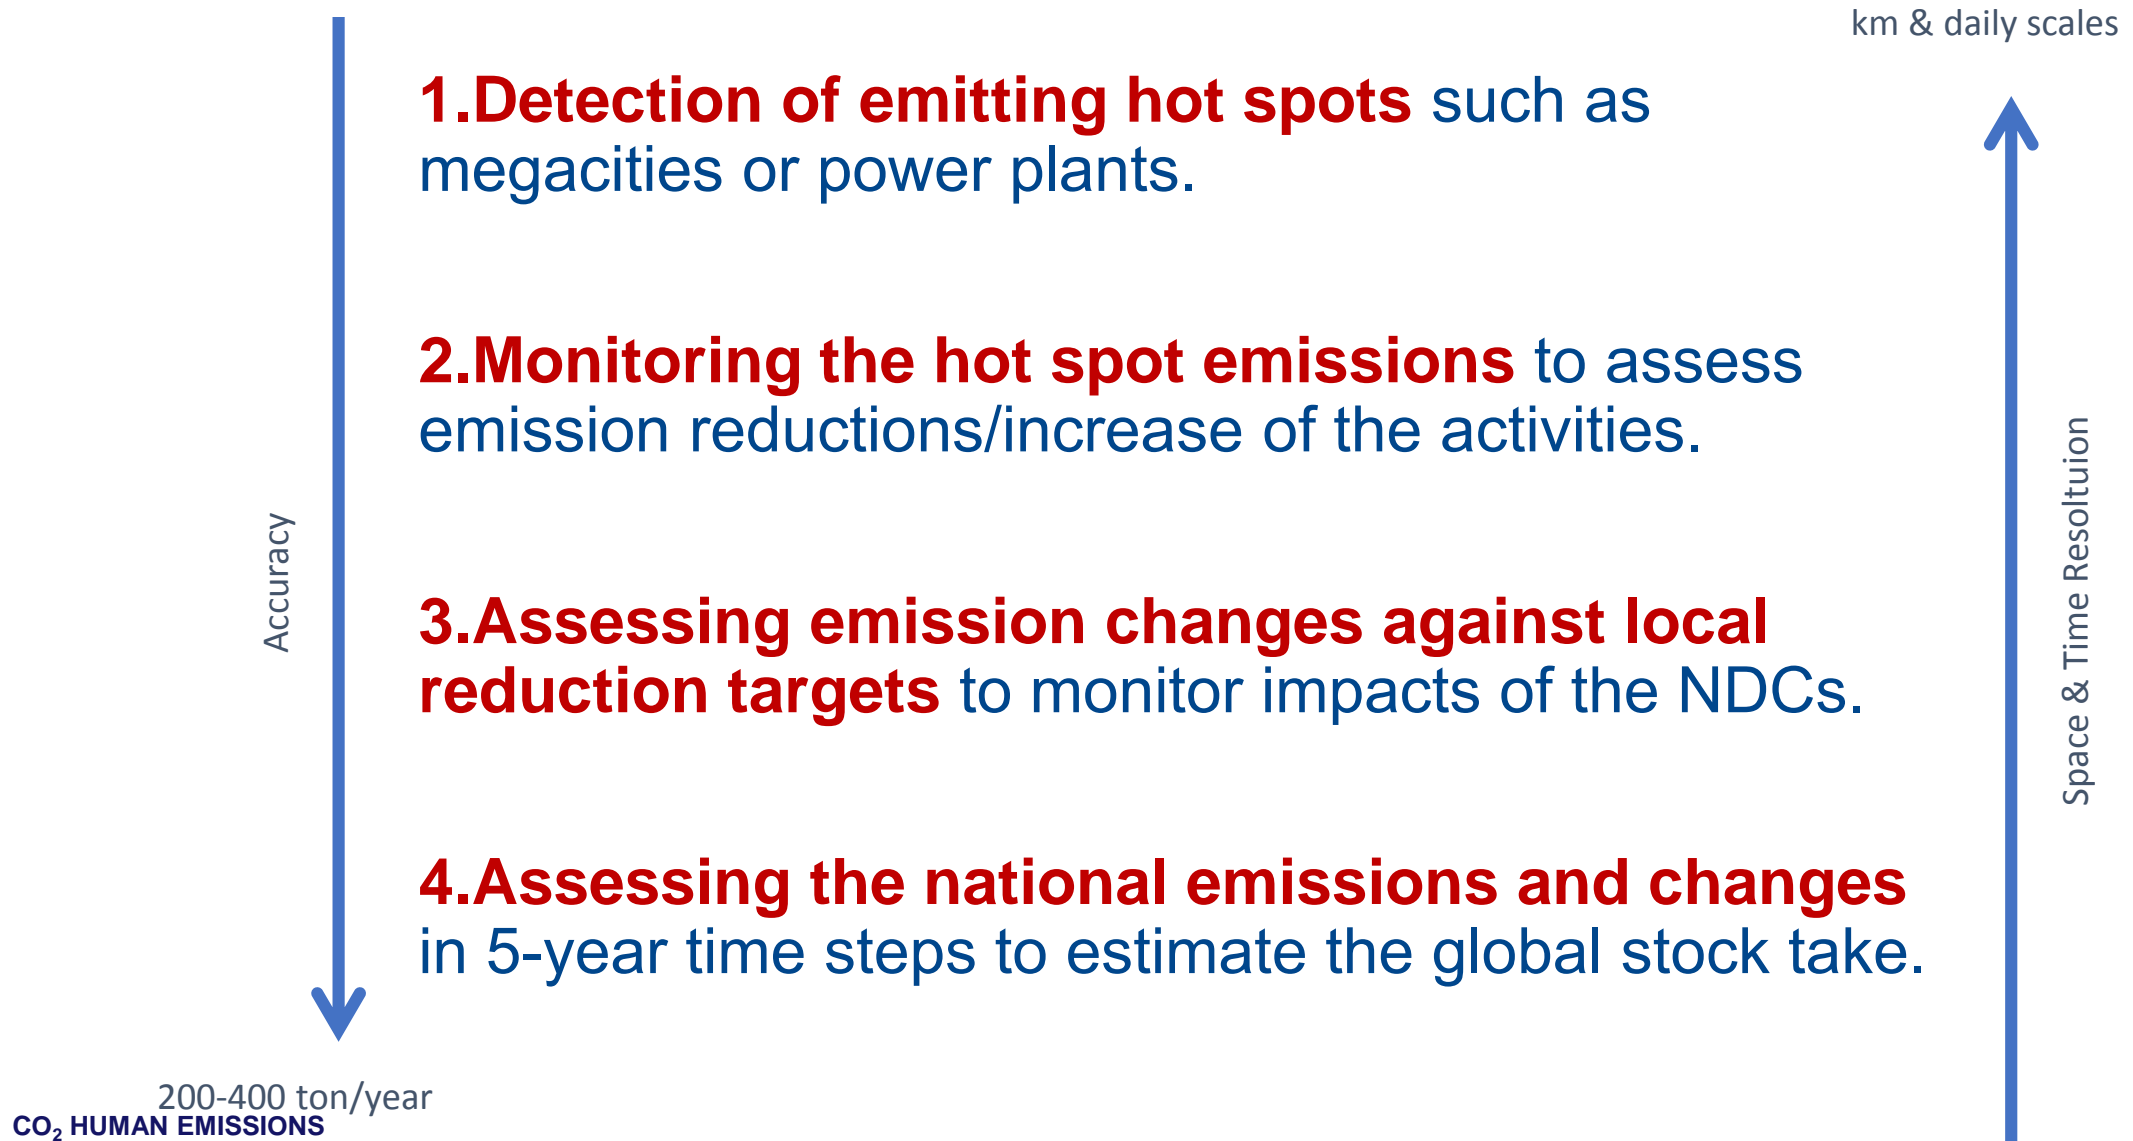 km & daily scales
1.Detection of emitting hot spots such as
megacities or power plants.
2.Monitoring the hot spot emissions to assess
emission reductions/increase of the activities.
Accuracy
Space & Time Resoltuion
3.Assessing emission changes against local
reduction targets to monitor impacts of the NDCs.
4.Assessing the national emissions and changes
in 5-year time steps to estimate the global stock take.
200-400 ton/year
CO₂ HUMAN EMISSIONS